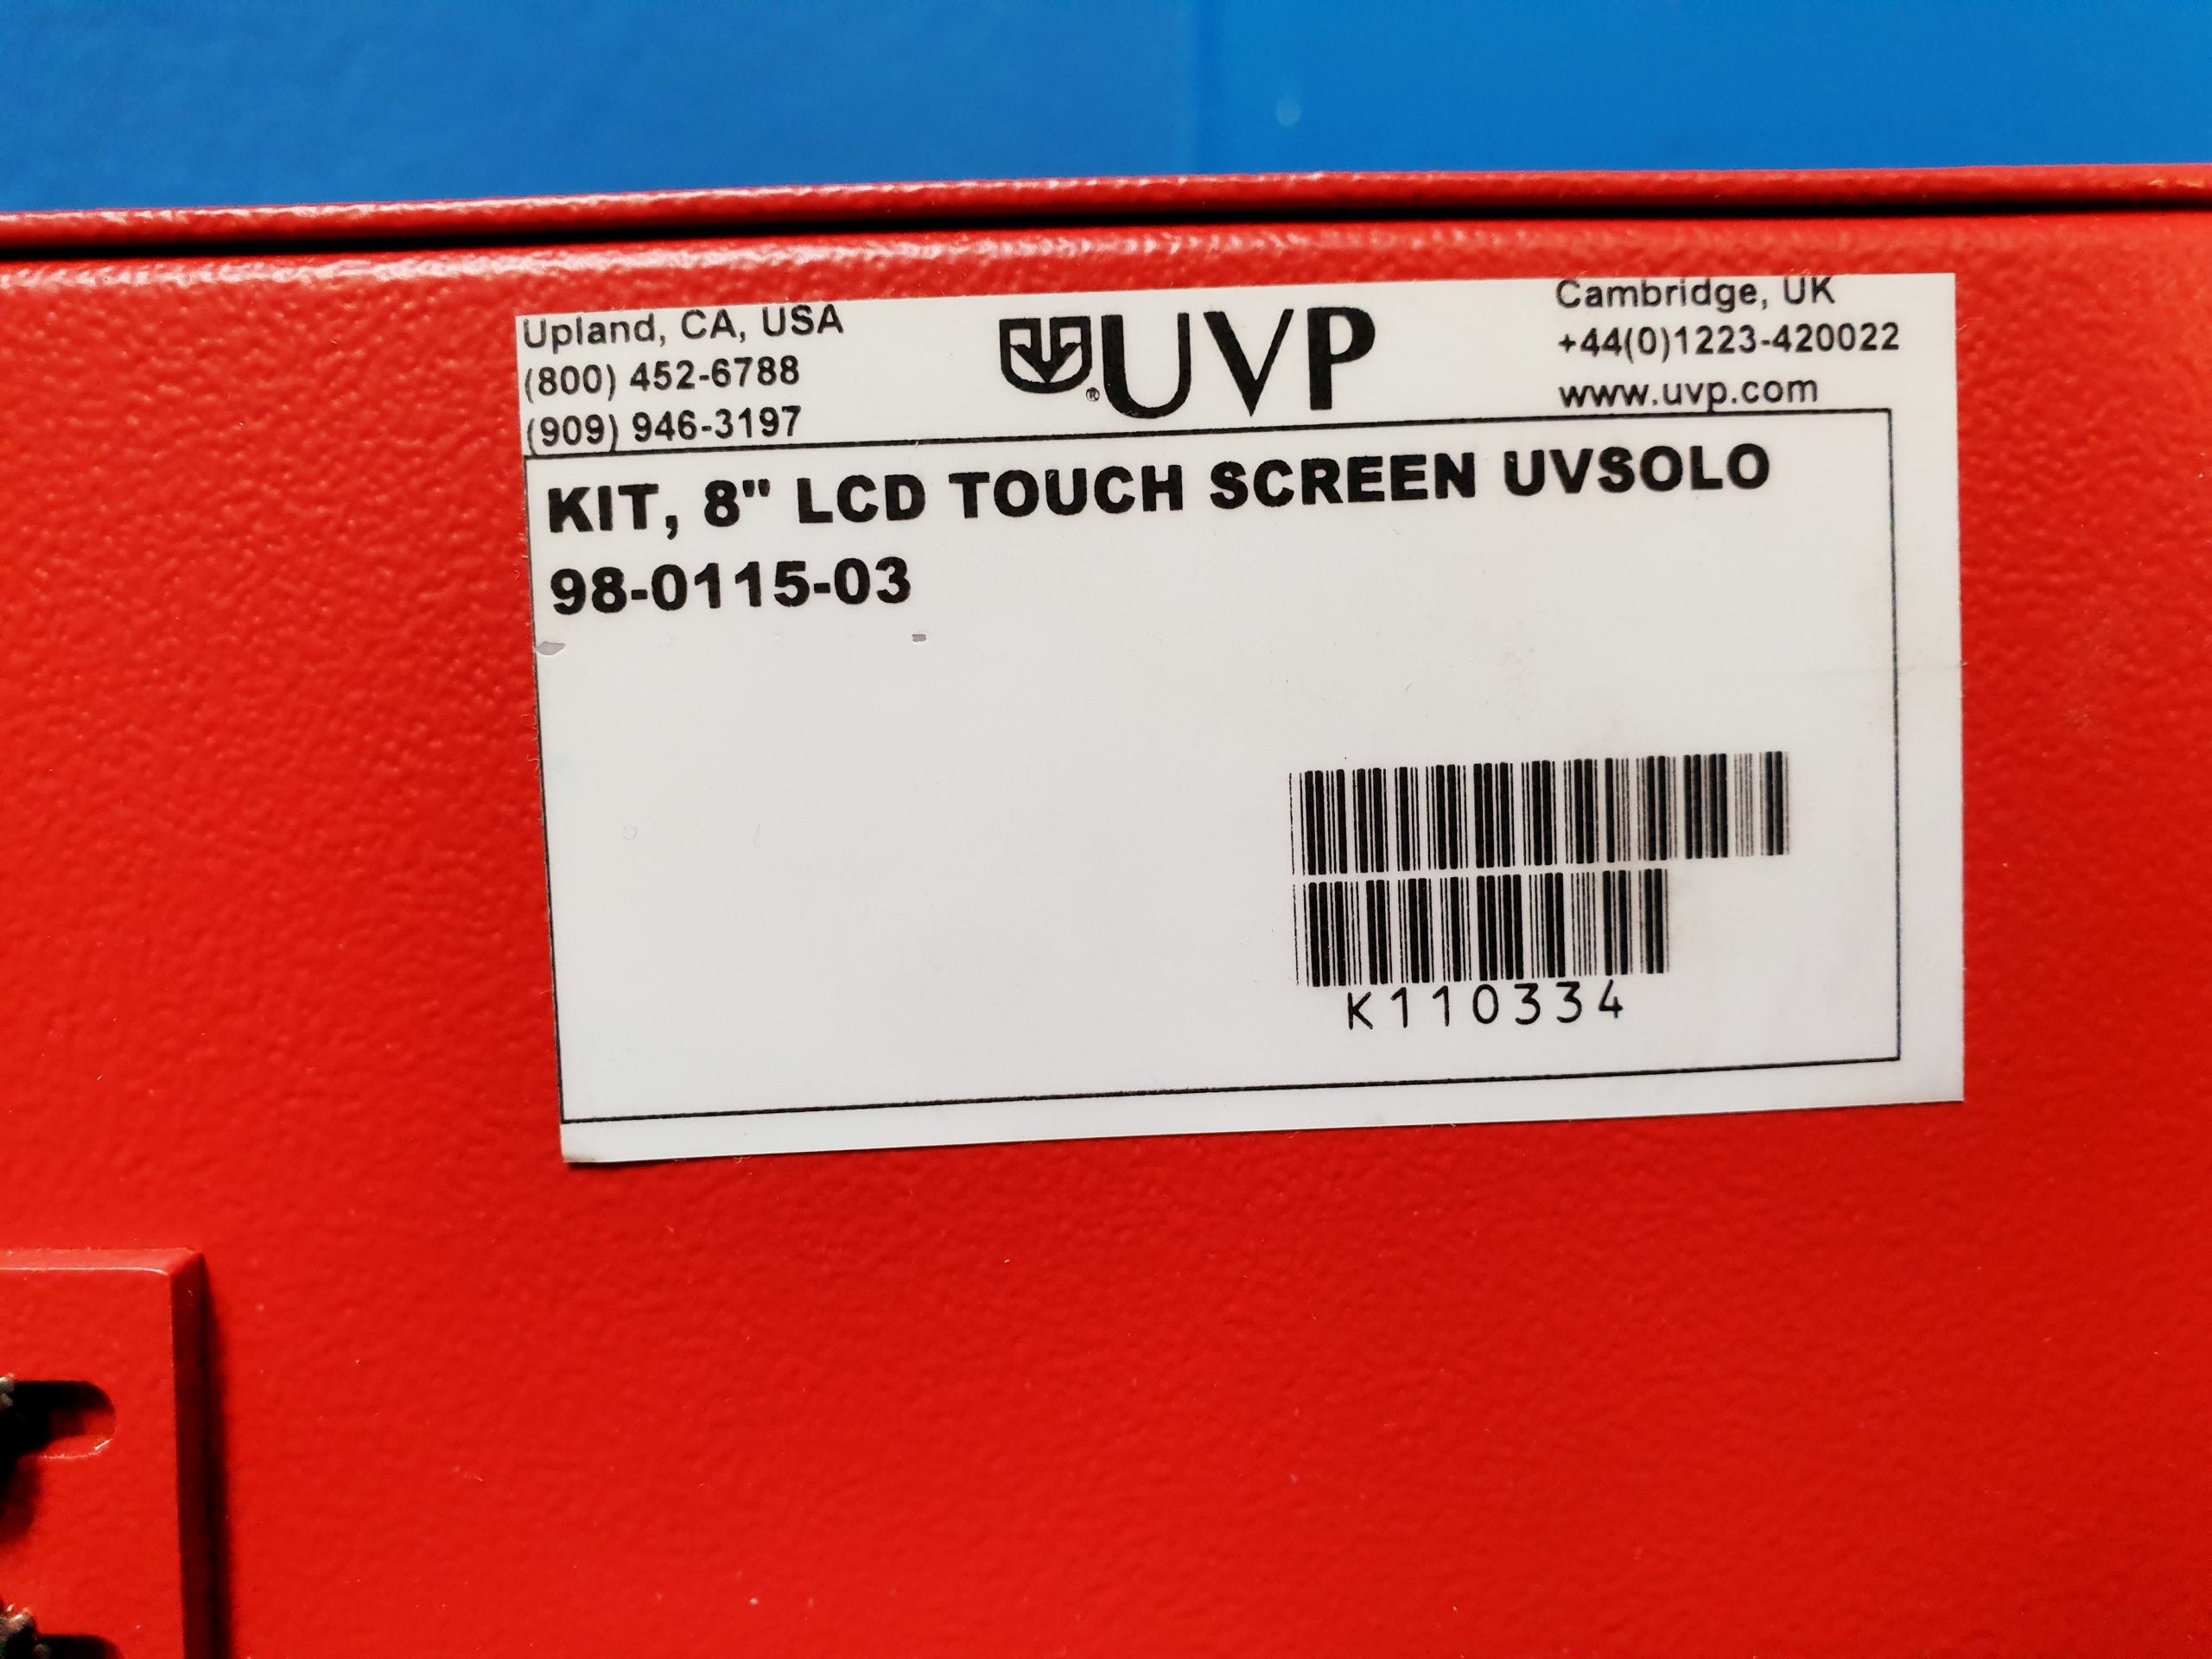 Upland, CA, USA
(800) 452-6788
(909) 946-3197
® UVP
Cambridge, UK
+44(0)1223-420022
www.uvp.com
KIT, 8" LCD TOUCH SCREEN UVSOLO
98-0115-03
K110334